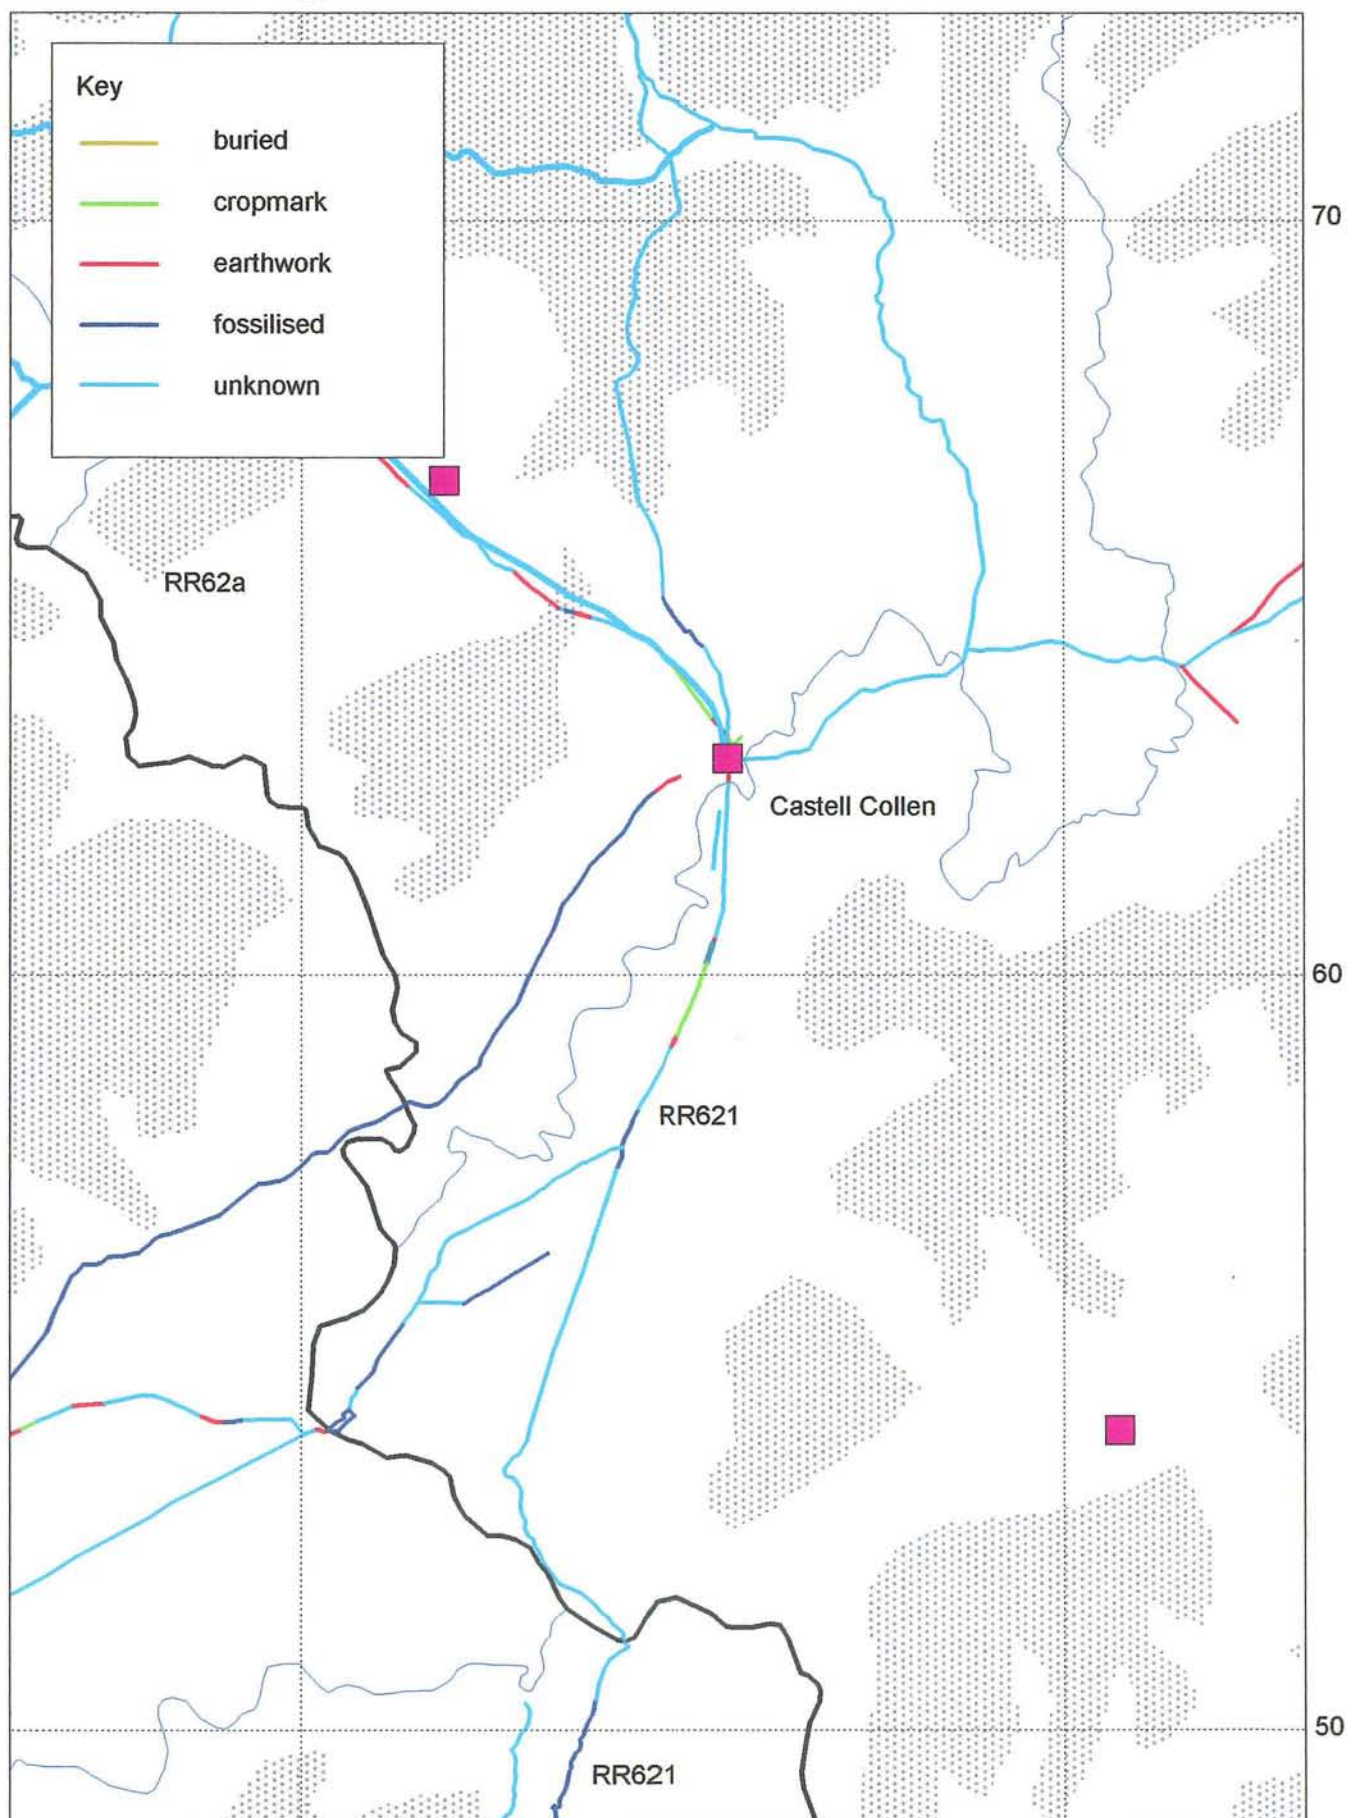 Key
buried
cropmark
earthwork
fossilised
unknown
70
RR62a
Castell Collen
60
RR621
50
RR621